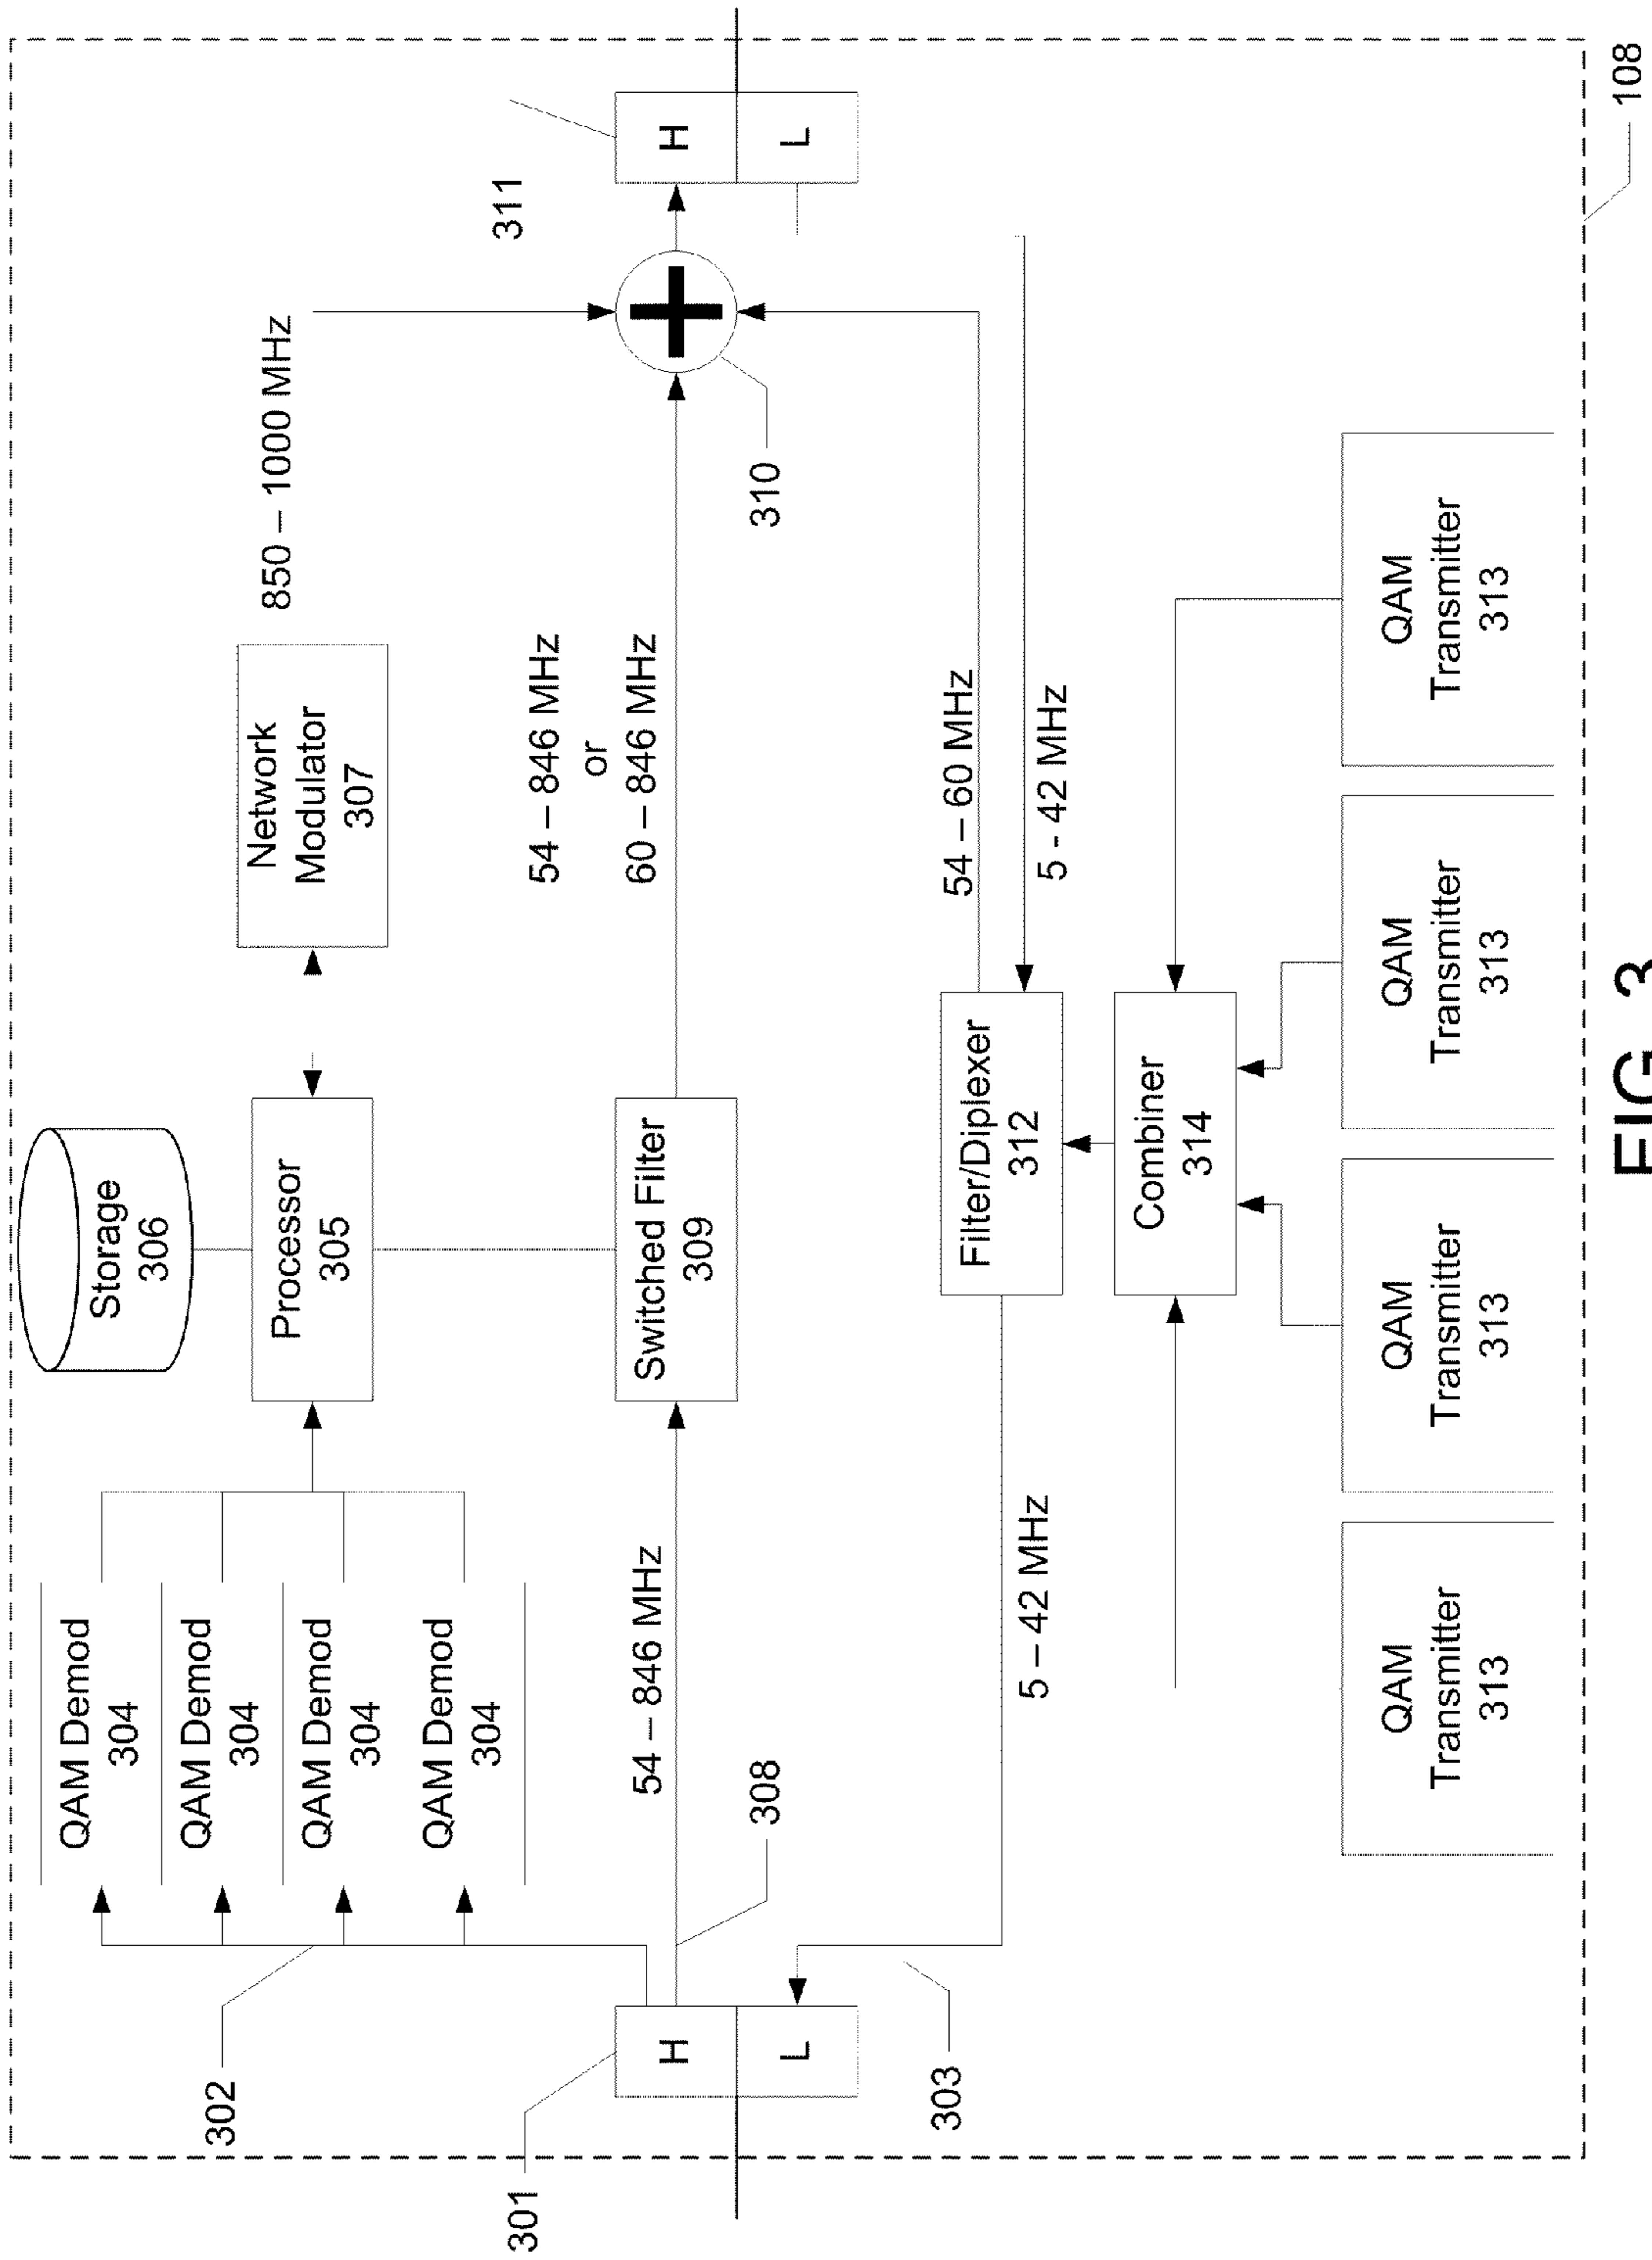 Storage
306
QAM Demod
304
QAM Demod
304
QAM Demod
304
QAM Demod
304
Processor
305
Network
Modulator
307
850 – 1000 MHz
302
301
H
L
303
308
54 – 846 MHz
Switched Filter
309
54 – 846 MHz
or
60 – 846 MHz
310
311
H
L
5 – 42 MHz
Filter/Diplexer
312
54 – 60 MHz
5 - 42 MHz
Combiner
314
QAM
Transmitter
313
QAM
Transmitter
313
QAM
Transmitter
313
QAM
Transmitter
313
108
FIG. 3